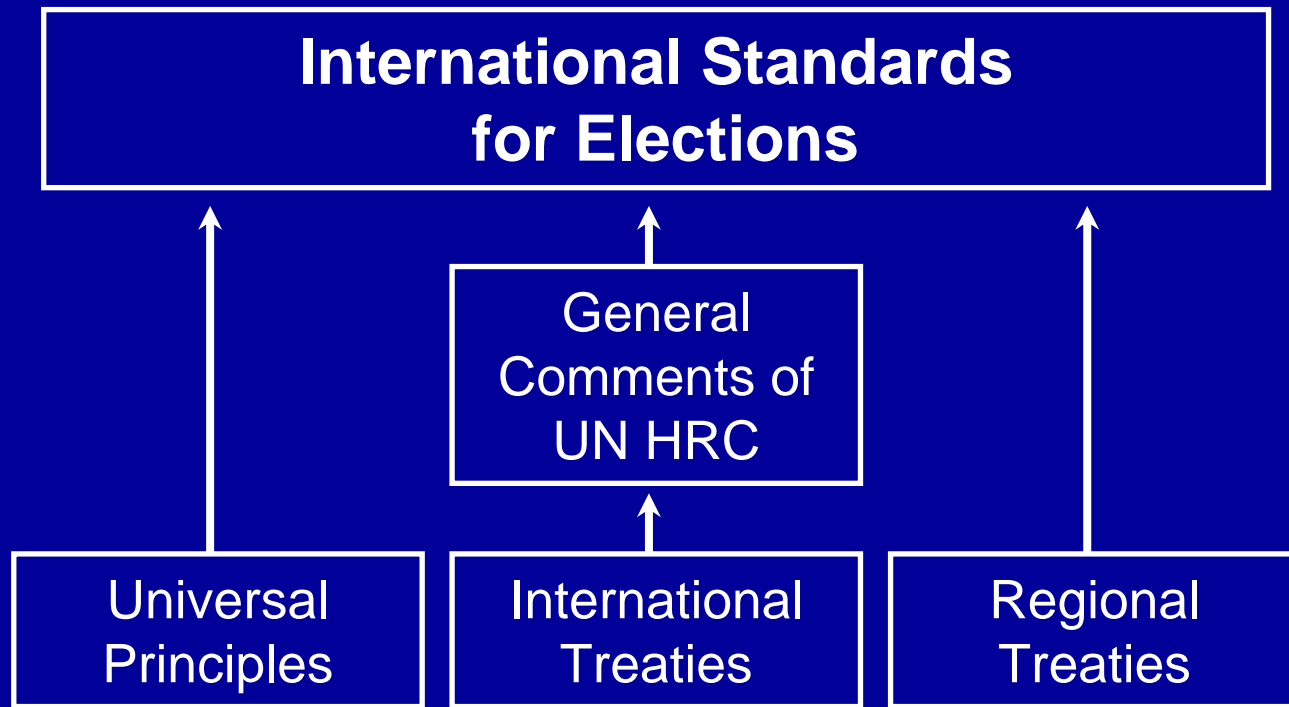 International Standards
for Elections
General
Comments of
UN HRC
Universal
Principles
International
Treaties
Regional
Treaties